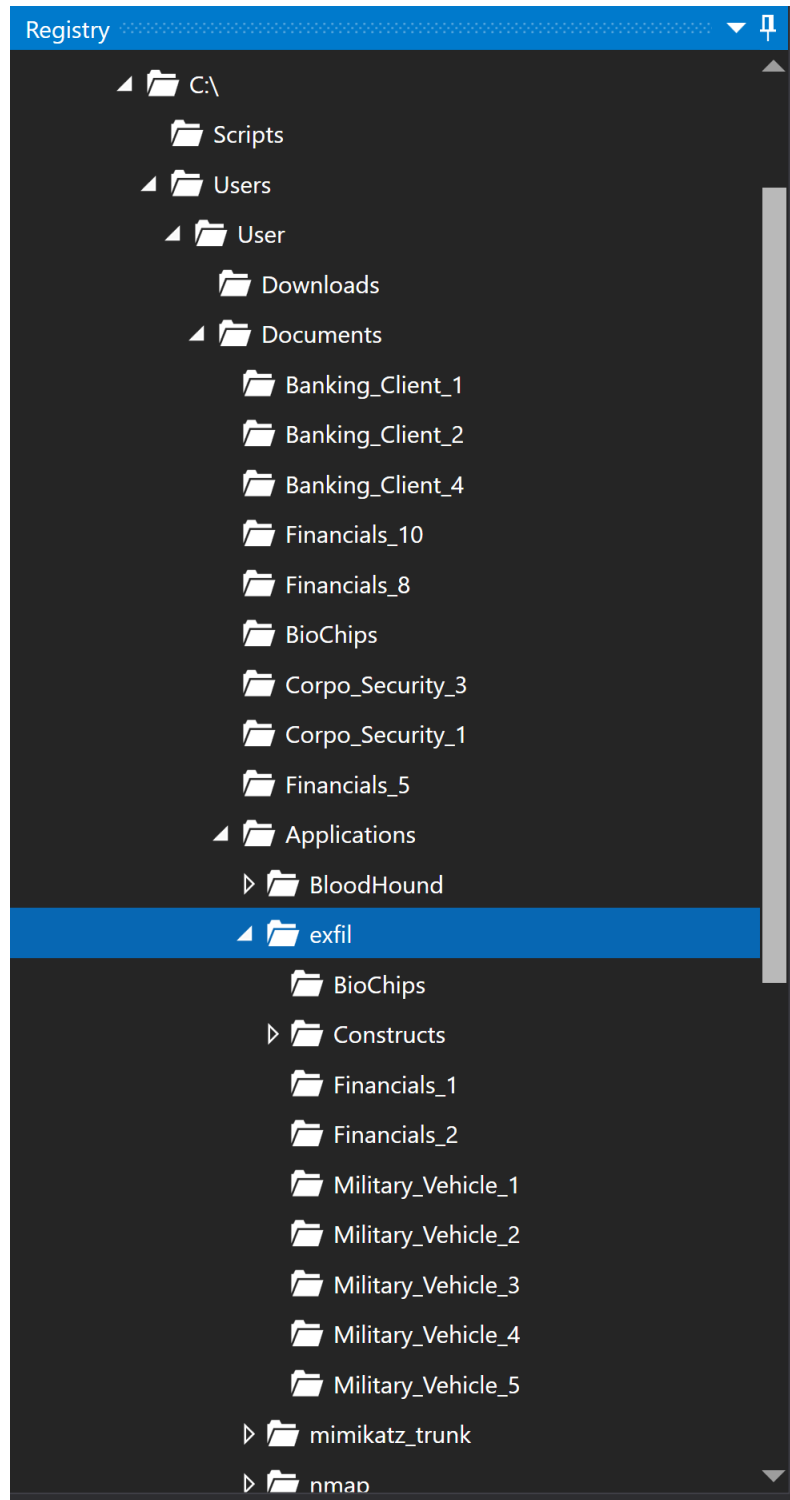 Registry
C:\
Scripts
Users
User
Downloads
Documents
Banking_Client_1
Banking_Client_2
Banking_Client_4
Financials_10
Financials_8
BioChips
Corpo_Security_3
Corpo_Security_1
Financials_5
Applications
BloodHound
exfil
BioChips
Constructs
Financials_1
Financials_2
Military_Vehicle_1
Military_Vehicle_2
Military_Vehicle_3
Military_Vehicle_4
Military_Vehicle_5
mimikatz_trunk
nmap